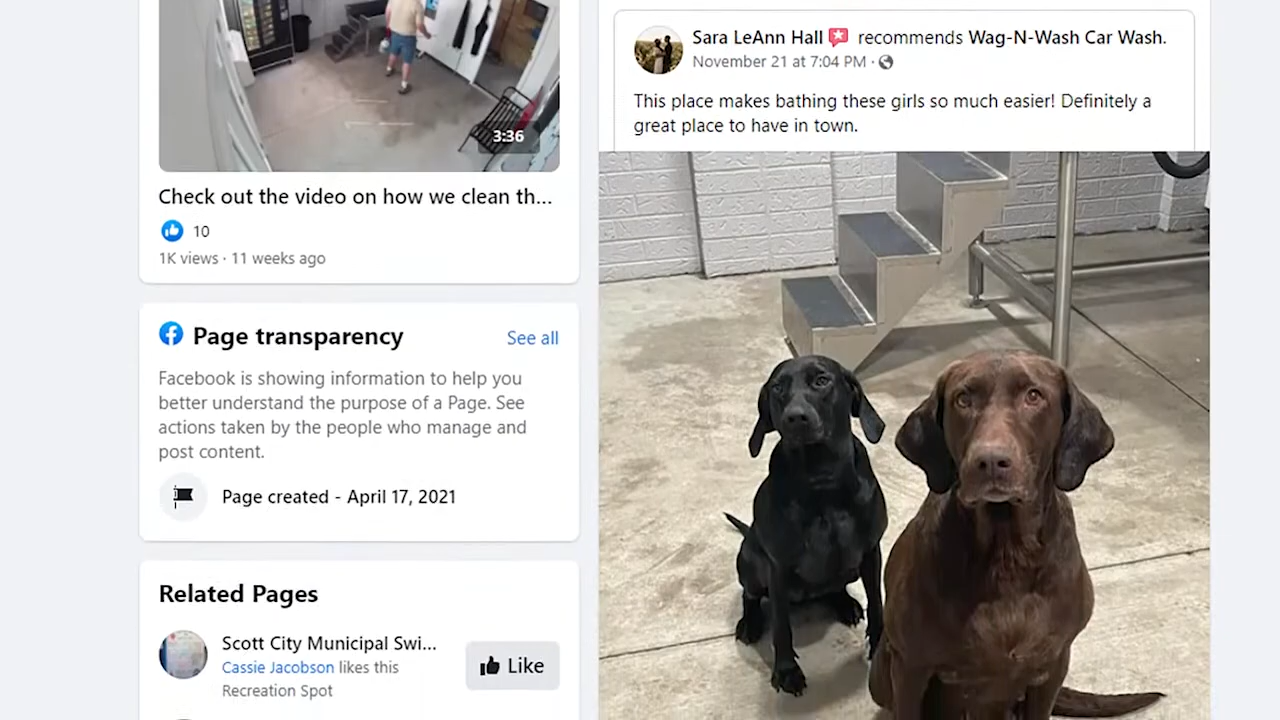 3:36
Check out the video on how we clean th...
10
1K views · 11 weeks ago
Page transparency
See all
Facebook is showing information to help you
better understand the purpose of a Page. See
actions taken by the people who manage and
post content.
Page created - April 17, 2021
Related Pages
Scott City Municipal Swi...
Cassie Jacobson likes this
Recreation Spot
Like
Sara LeAnn Hall recommends Wag-N-Wash Car Wash.
November 21 at 7:04 PM ·
This place makes bathing these girls so much easier! Definitely a
great place to have in town.